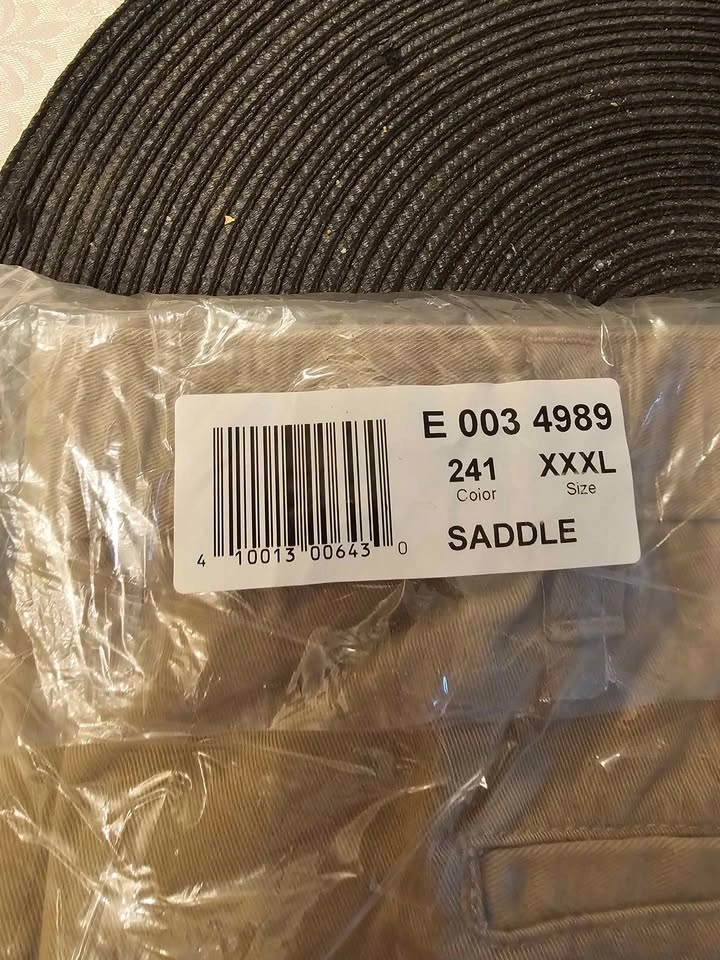 E 003 4989
241 XXXL
Color Size
SADDLE
4 10013 00643 0